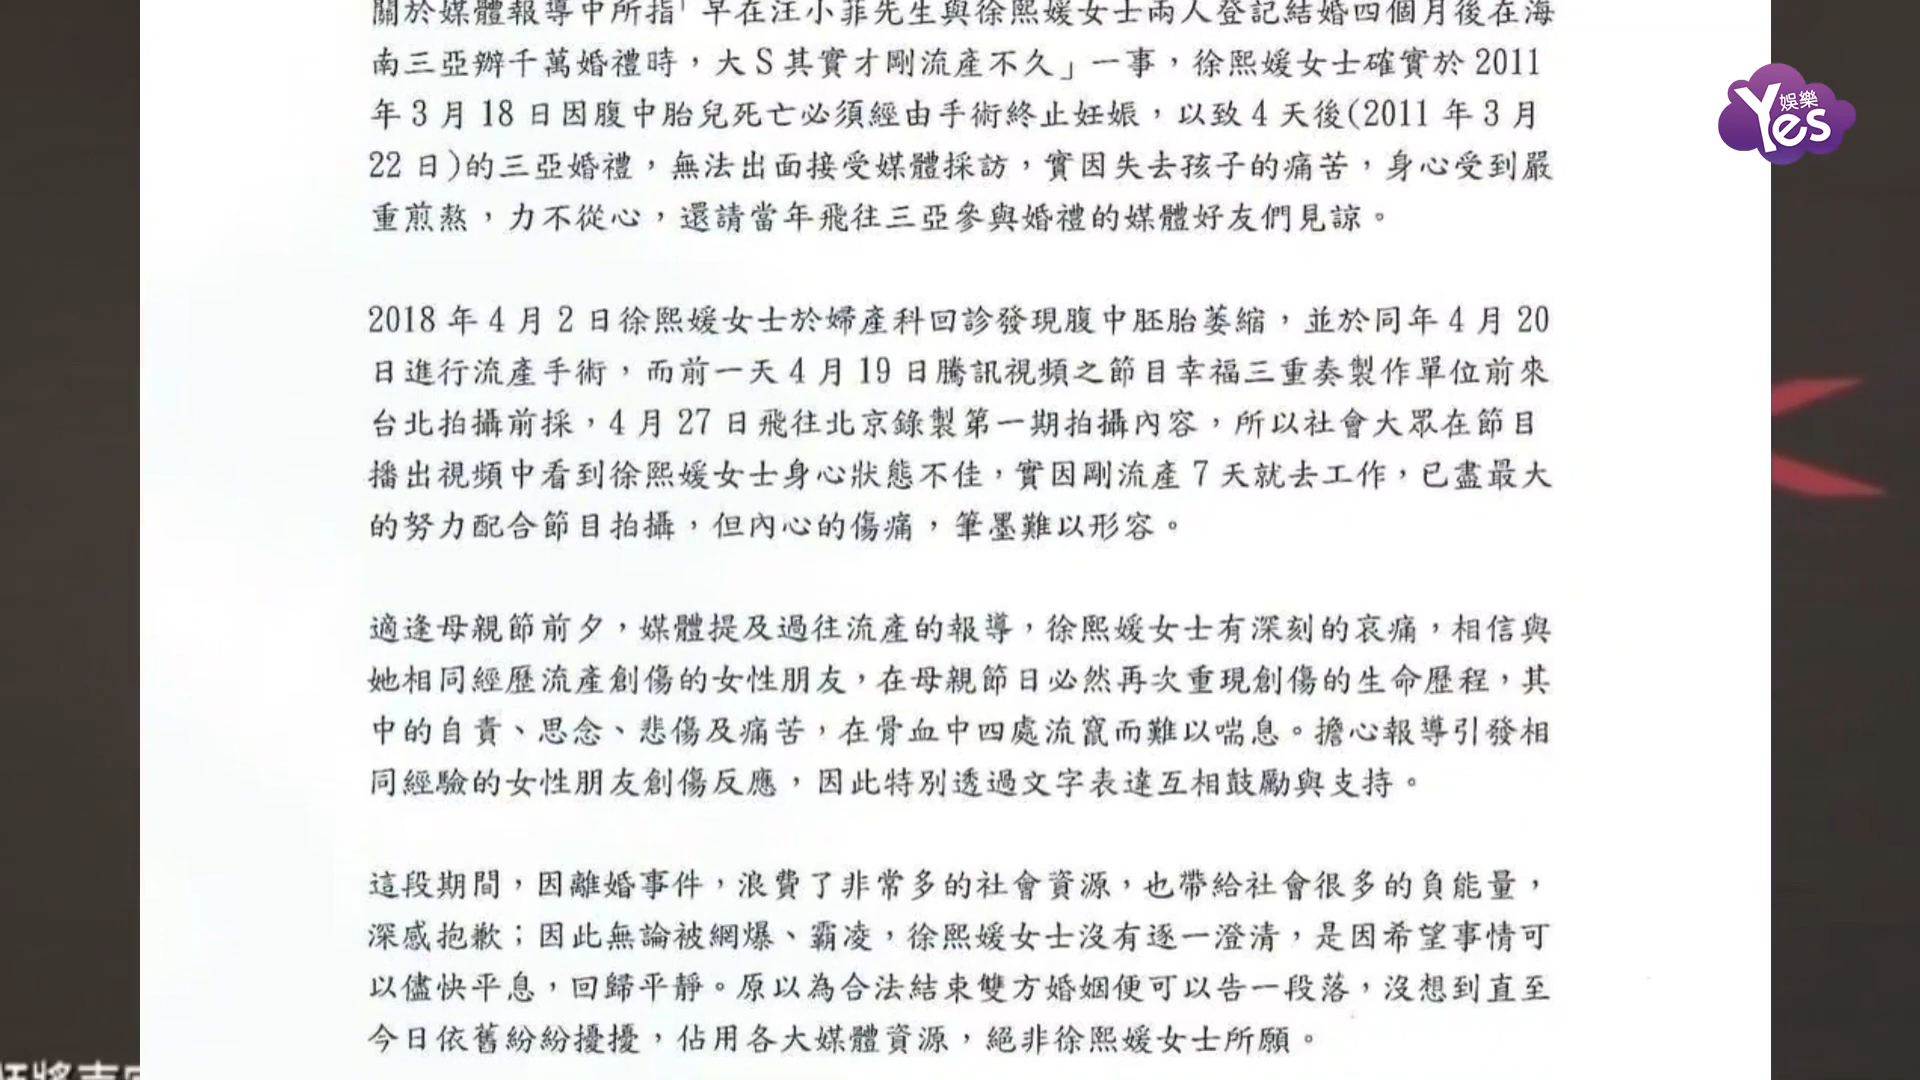 關於媒體報導中所指「早在汪小菲先生與徐熙媛女士兩人登記結婚四個月後在海
南三亞辦千萬婚禮時，大S其實才剛流產不久」一事，徐熙媛女士確實於2011
年3月18日因腹中胎兒死亡必須經由手術終止妊娠，以致4天後(2011年3月
22日)的三亞婚禮，無法出面接受媒體採訪，實因失去孩子的痛苦，身心受到嚴
重煎熬，力不從心，還請當年飛往三亞參與婚禮的媒體好友們見諒。
2018年4月2日徐熙媛女士於婦產科回診發現腹中胚胎萎縮，並於同年4月20
日進行流產手術，而前一天4月19日騰訊視頻之節目幸福三重奏製作單位前來
台北拍攝前採，4月27日飛往北京錄製第一期拍攝內容，所以社會大眾在節目
播出視頻中看到徐熙媛女士身心狀態不佳，實因剛流產7天就去工作，已盡最大
的努力配合節目拍攝，但內心的傷痛，筆墨難以形容。
適逢母親節前夕，媒體提及過往流產的報導，徐熙媛女士有深刻的哀痛，相信與
她相同經歷流產創傷的女性朋友，在母親節日必然再次重現創傷的生命歷程，其
中的自責、思念、悲傷及痛苦，在骨血中四處流竄而難以喘息。擔心報導引發相
同經驗的女性朋友創傷反應，因此特別透過文字表達互相鼓勵與支持。
這段期間，因離婚事件，浪費了非常多的社會資源，也帶給社會很多的負能量，
深感抱歉；因此無論被網爆、霸凌，徐熙媛女士沒有逐一澄清，是因希望事情可
以儘快平息，回歸平靜。原以為合法結束雙方婚姻便可以告一段落，沒想到直至
今日依舊紛紛擾擾，佔用各大媒體資源，絕非徐熙媛女士所願。
Yes 娛樂